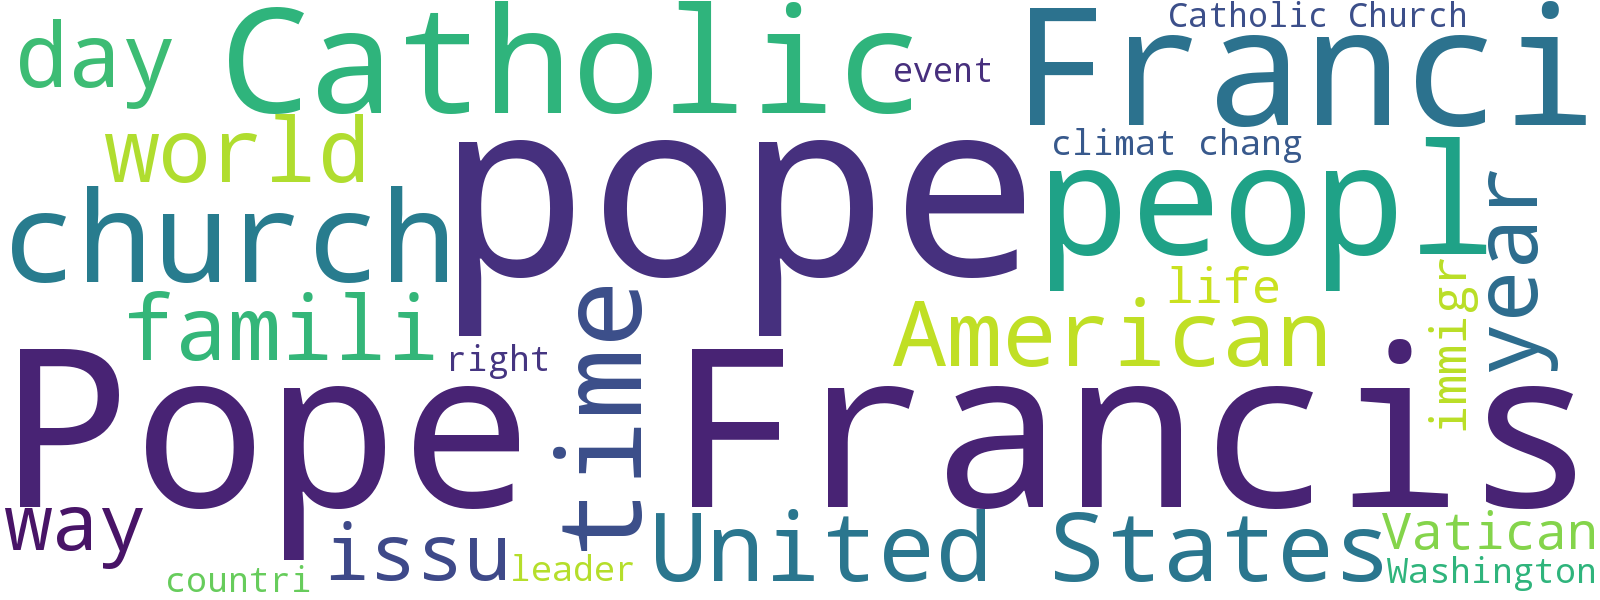 Catholic Church
day
Catholic
event
Franci
world
climat chang
pope
peopl
church
year
life
immigr
famili
time
American
right
Pope Francis
way
issu
United States
Vatican
leader
countri
Washington